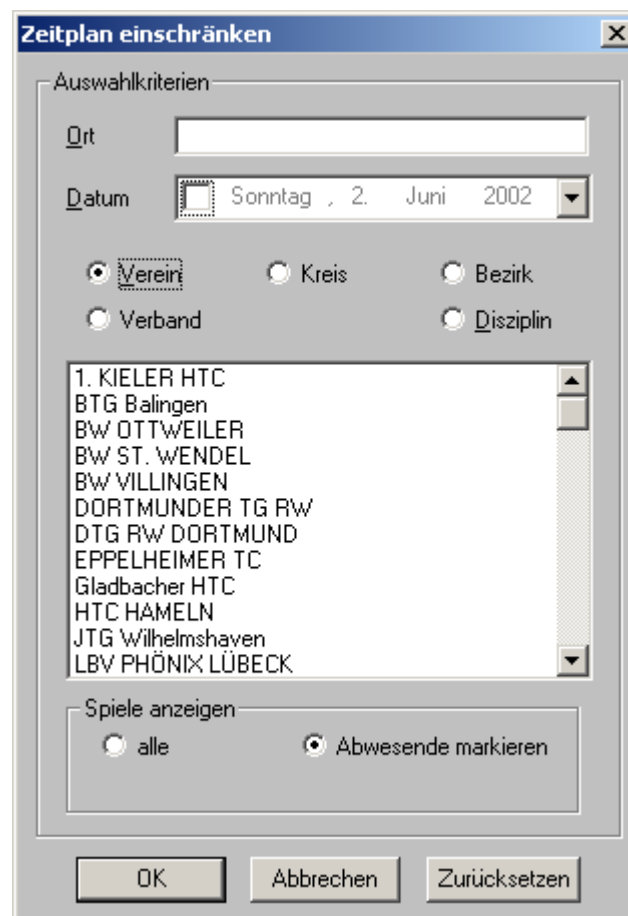 Zeitplan einschränken
Auswahlkriterien
Ort
Datum Sonntag , 2. Juni 2002
Verein Kreis Bezirk
Verband Disziplin
1. KIELER HTC
BTG Balingen
BW OTTWEILER
BW ST. WENDEL
BW VILLINGEN
DORTMUNDER TG RW
DTG RW DORTMUND
EPPELHEIMER TC
Gladbacher HTC
HTC HAMELN
JTG Wilhelmshaven
LBV PHÖNIX LÜBECK
Spiele anzeigen
alle Abwesende markieren
OK Abbrechen Zurücksetzen